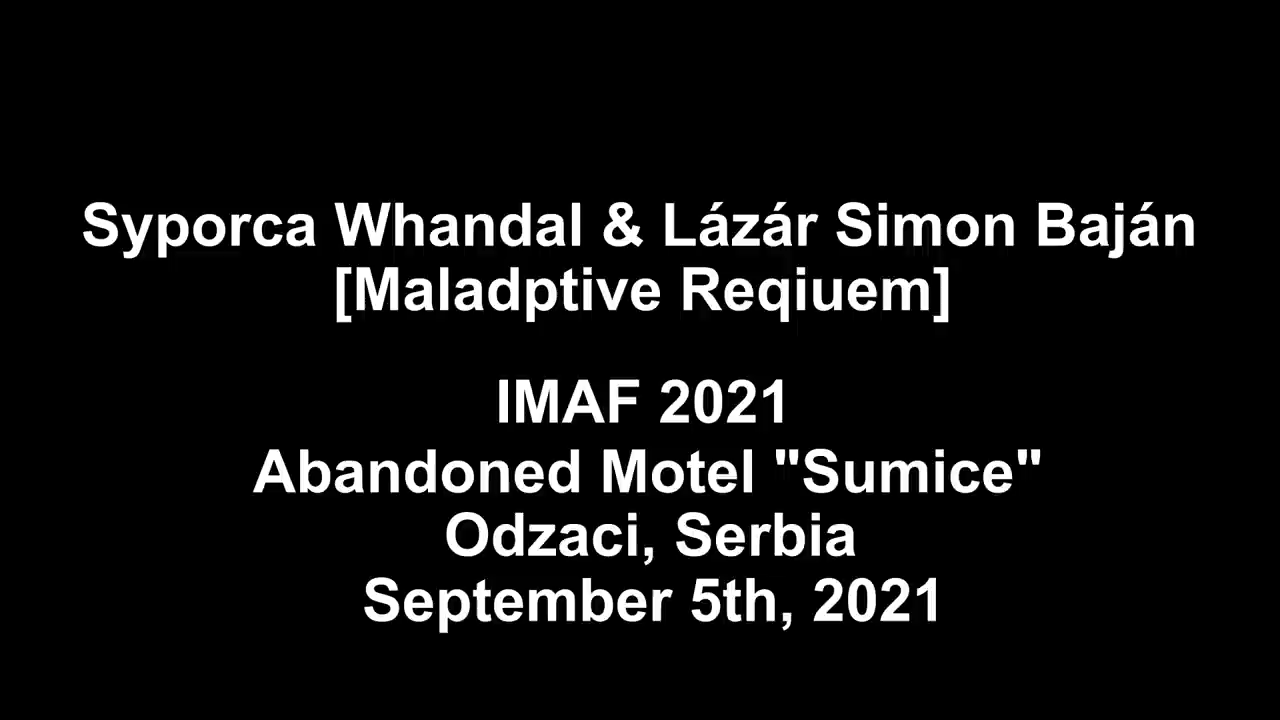 Syporca Whandal & Lázár Simon Baján
[Maladptive Reqiuem]
IMAF 2021
Abandoned Motel "Sumice"
Odzaci, Serbia
September 5th, 2021